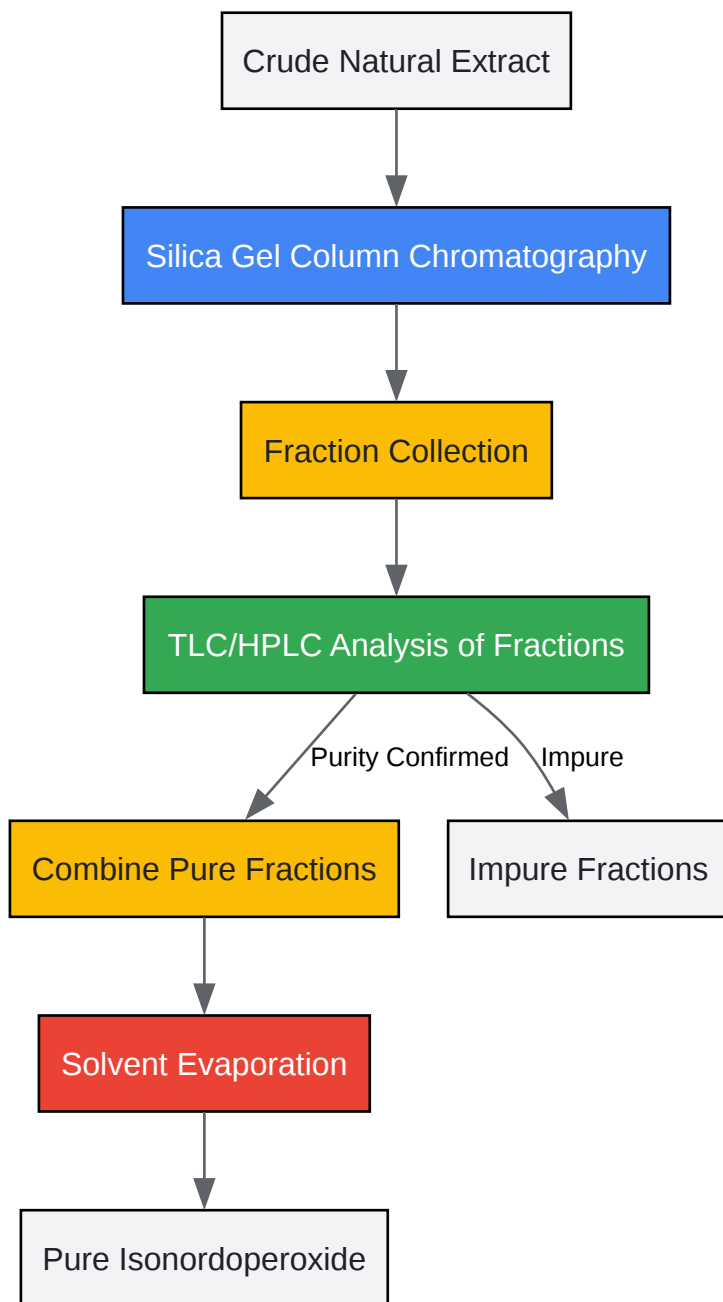 Crude Natural Extract
Silica Gel Column Chromatography
Fraction Collection
TLC/HPLC Analysis of Fractions
Purity Confirmed
Impure
Combine Pure Fractions
Impure Fractions
Solvent Evaporation
Pure Isonordoperoxide